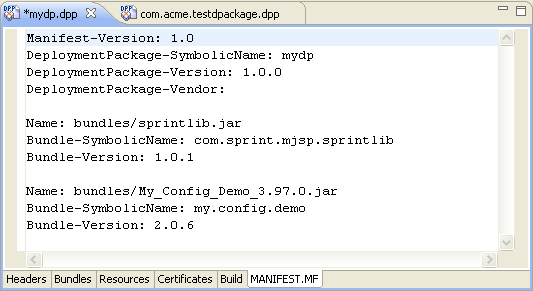 *mydp.dpp com.acme.testdpackage.dpp
Manifest-Version: 1.0
DeploymentPackage-SymbolicName: mydp
DeploymentPackage-Version: 1.0.0
DeploymentPackage-Vendor:
Name: bundles/sprintlib.jar
Bundle-SymbolicName: com.sprint.mjsp.sprintlib
Bundle-Version: 1.0.1
Name: bundles/My_Config_Demo_3.97.0.jar
Bundle-SymbolicName: my.config.demo
Bundle-Version: 2.0.6
Headers Bundles Resources Certificates Build MANIFEST.MF